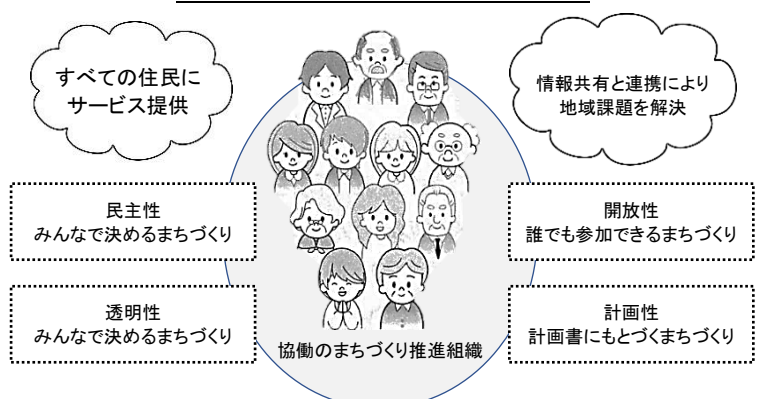 すべての住民に
サービス提供
情報共有と連携により
地域課題を解決
民主性
みんなで決めるまちづくり
開放性
誰でも参加できるまちづくり
透明性
みんなで決めるまちづくり
計画性
計画書にもとづくまちづくり
協働のまちづくり推進組織